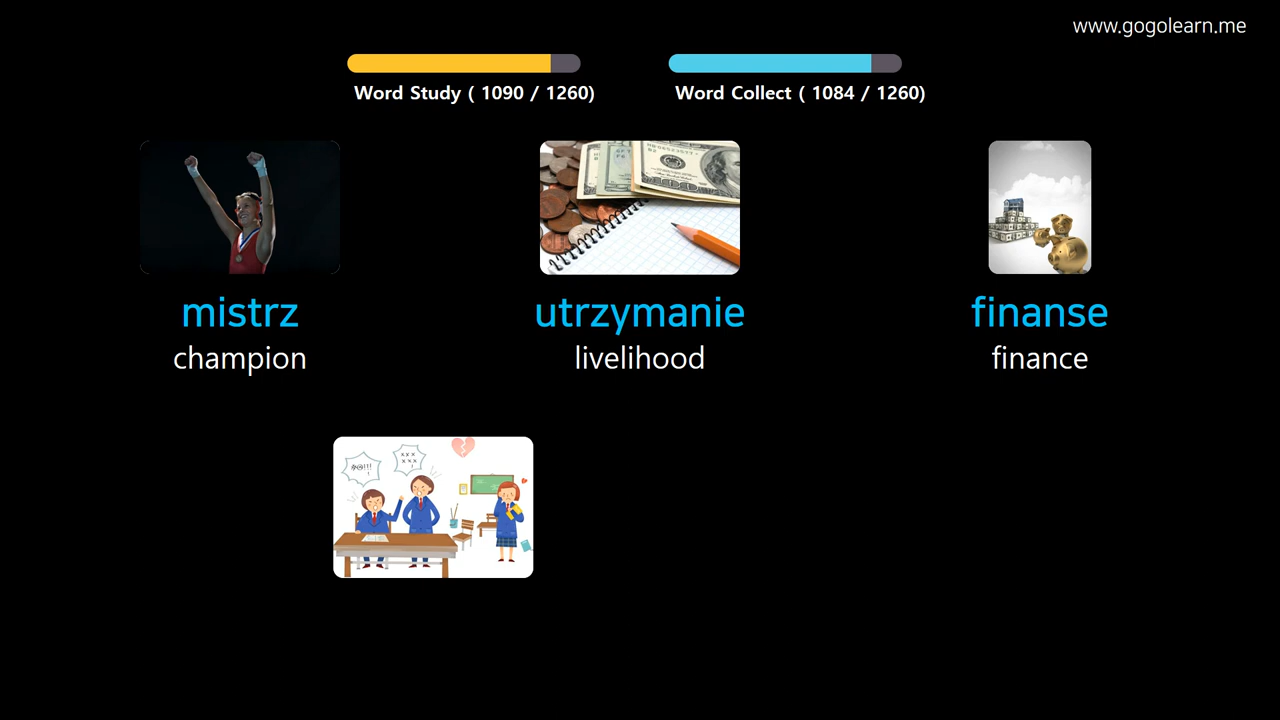 www.gogolearn.me
Word Study ( 1090 / 1260)
Word Collect ( 1084 / 1260)
mistrz
champion
utrzymanie
livelihood
finanse
finance